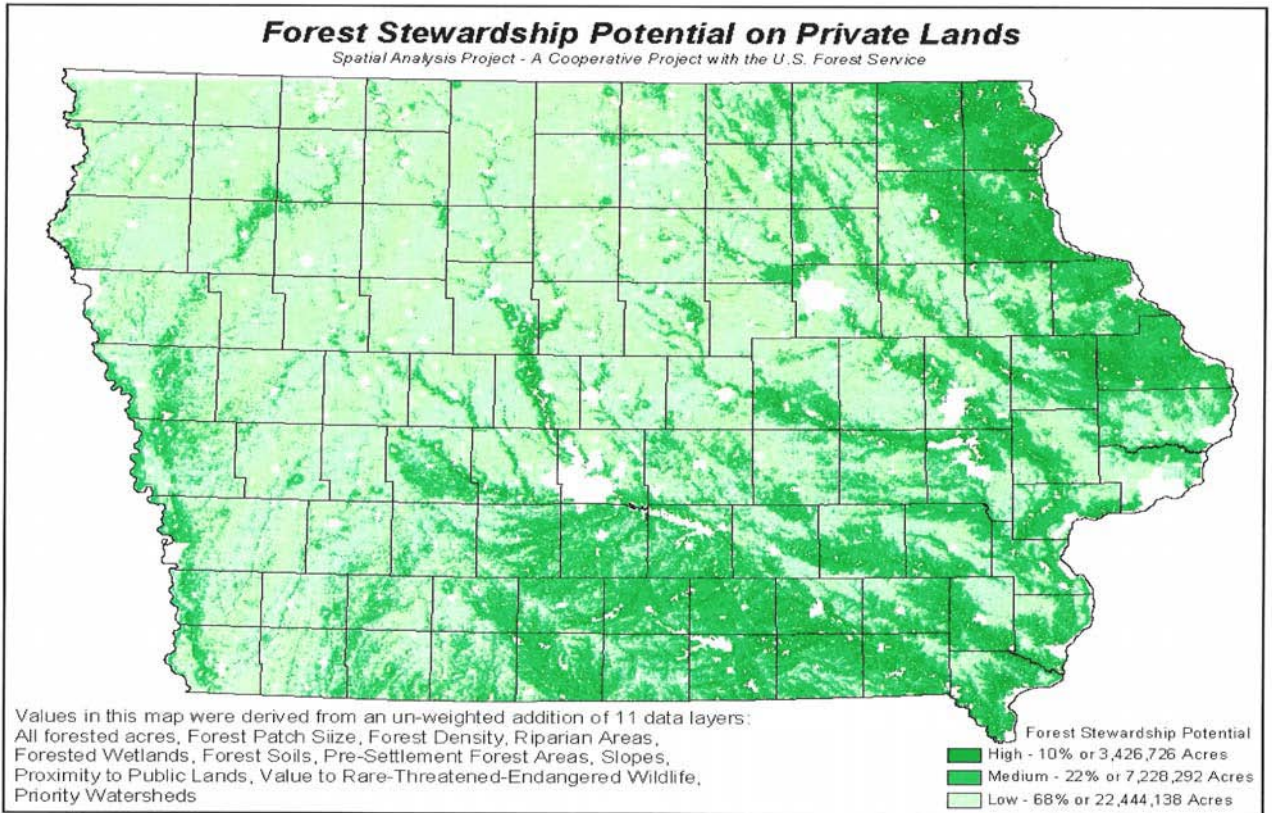 Forest Stewardship Potential on Private Lands
Spatial Analysis Project - A Cooperative Project with the U.S. Forest Service
Values in this map were derived from an un-weighted addition of 11 data layers:
All forested acres, Forest Patch Siize, Forest Density, Riparian Areas,
Forested Wetlands, Forest Soils, Pre-Settlement Forest Areas, Slopes,
Proximity to Public Lands, Value to Rare-Threatened-Endangered Wildlife,
Priority Watersheds
Forest Stewardship Potential
High - 10% or 3,426,726 Acres
Medium - 22% or 7,228,292 Acres
Low - 68% or 22,444,138 Acres